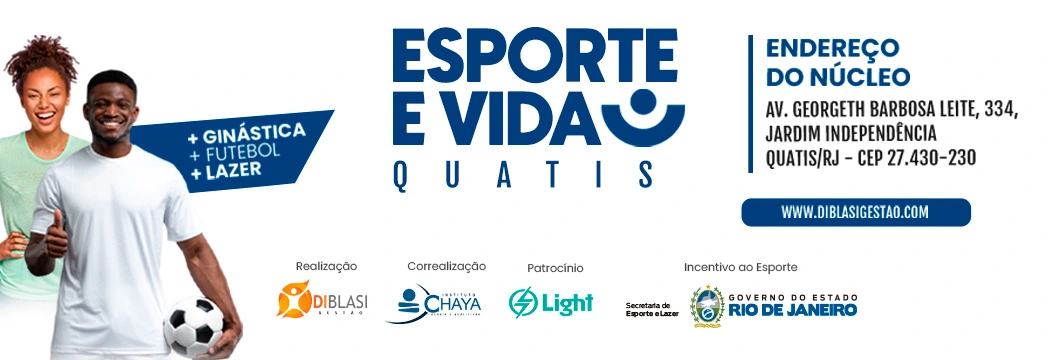 ESPORTE
E VIDA
QUATIS
+ GINÁSTICA
+ FUTEBOL
+ LAZER
ENDEREÇO
DO NÚCLEO
AV. GEORGETH BARBOSA LEITE, 334,
JARDIM INDEPENDÊNCIA
QUATIS/RJ - CEP 27.430-230
WWW.DIBLASIGESTAO.COM
Realização
DIBLASI
GESTÃO
Correalização
INSTITUTO
CHAYA
Patrocínio
Light
Incentivo ao Esporte
Secretaria de
Esporte e Lazer
GOVERNO DO ESTADO
RIO DE JANEIRO